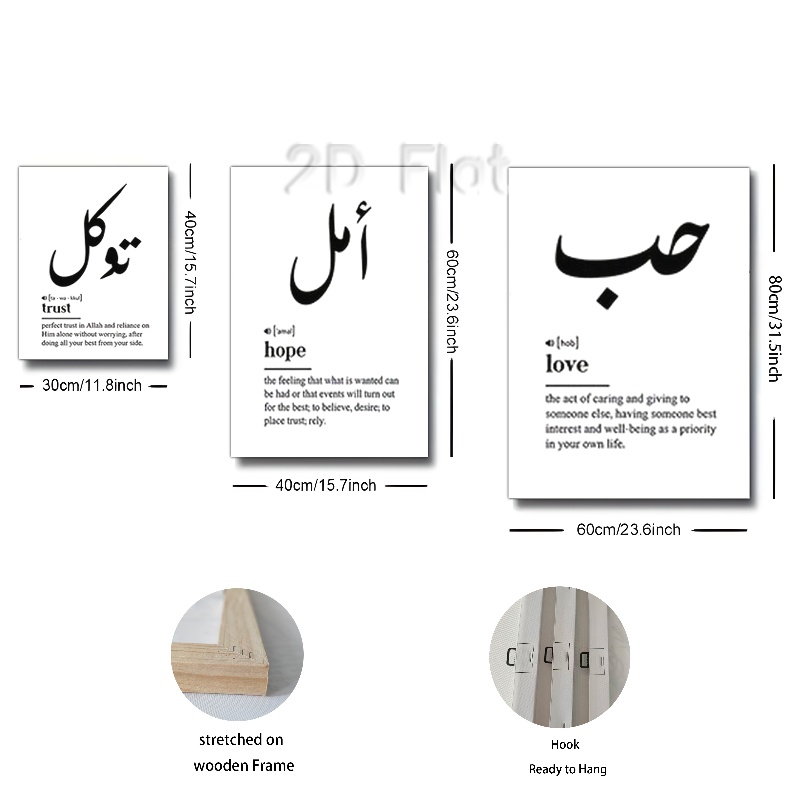 2D Flat
توكل
[ta - wa - kkul]
trust
perfect trust in Allah and reliance on
Him alone without worrying, after
doing all your best from your side.
40cm/15.7inch
30cm/11.8inch
أمل
['amal]
hope
the feeling that what is wanted can
be had or that events will turn out
for the best; to believe, desire; to
place trust; rely.
60cm/23.6inch
40cm/15.7inch
حب
[hob]
love
the act of caring and giving to
someone else, having someone best
interest and well-being as a priority
in your own life.
80cm/31.5inch
60cm/23.6inch
stretched on
wooden Frame
Hook
Ready to Hang